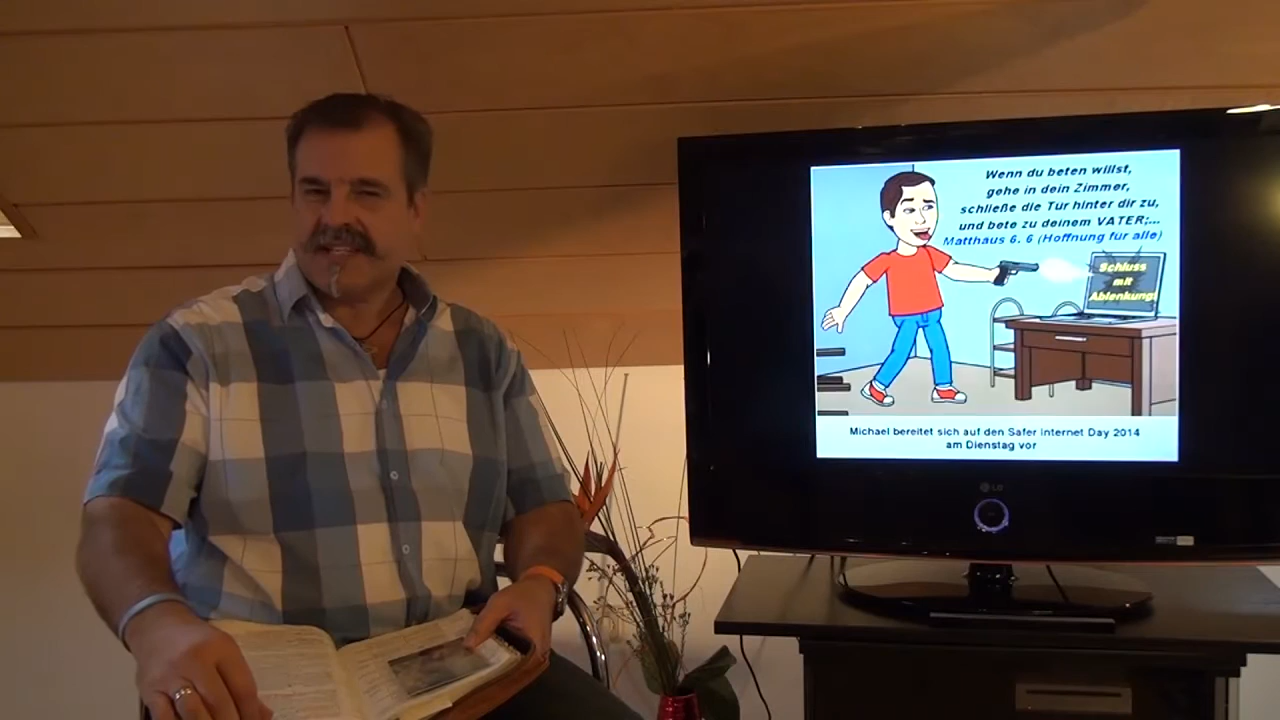 Wenn du beten willst,
gehe in dein Zimmer,
schließe die Tür hinter dir zu,
und bete zu deinem VATER;...
Matthäus 6. 6 (Hoffnung für alle)
Schluss
mit
Ablenkung!
Michael bereitet sich auf den Safer Internet Day 2014
am Dienstag vor
LG